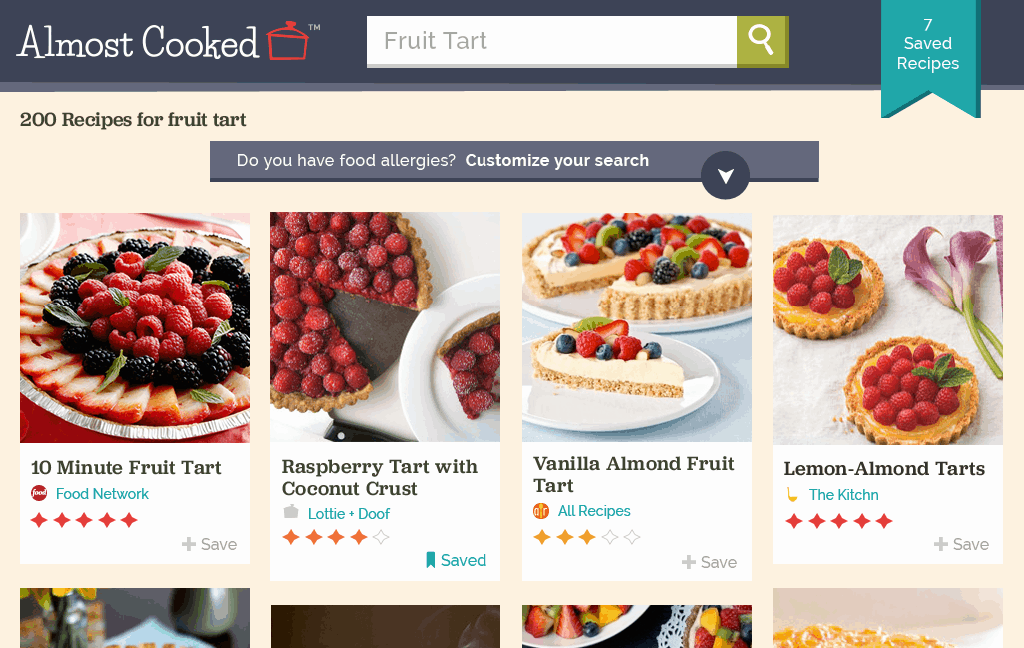 Almost Cooked™
Fruit Tart
7
Saved
Recipes
200 Recipes for fruit tart
Do you have food allergies? Customize your search
10 Minute Fruit Tart
food
Food Network
Save
Raspberry Tart with
Coconut Crust
Lottie + Doof
Saved
Vanilla Almond Fruit
Tart
All Recipes
Save
Lemon-Almond Tarts
The Kitchn
Save